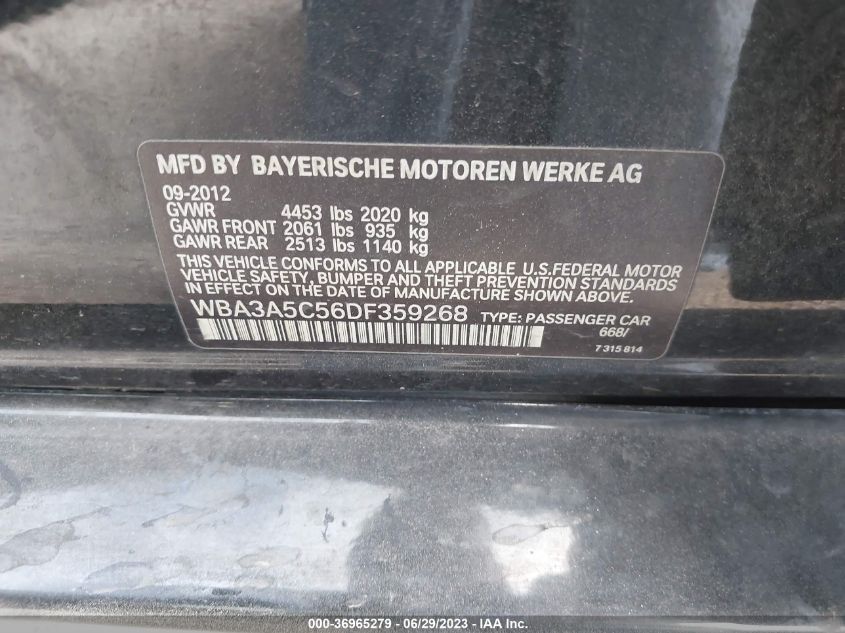 MFD BY BAYERISCHE MOTOREN WERKE AG
09-2012
GVWR 4453 lbs 2020 kg
GAWR FRONT 2061 lbs 935 kg
GAWR REAR 2513 lbs 1140 kg
THIS VEHICLE CONFORMS TO ALL APPLICABLE U.S.FEDERAL MOTOR
VEHICLE SAFETY, BUMPER AND THEFT PREVENTION STANDARDS
IN EFFECT ON THE DATE OF MANUFACTURE SHOWN ABOVE.
WBA3A5C56DF359268 TYPE: PASSENGER CAR
668/
7 315 814
000-36965279 - 06/29/2023 - IAA Inc.